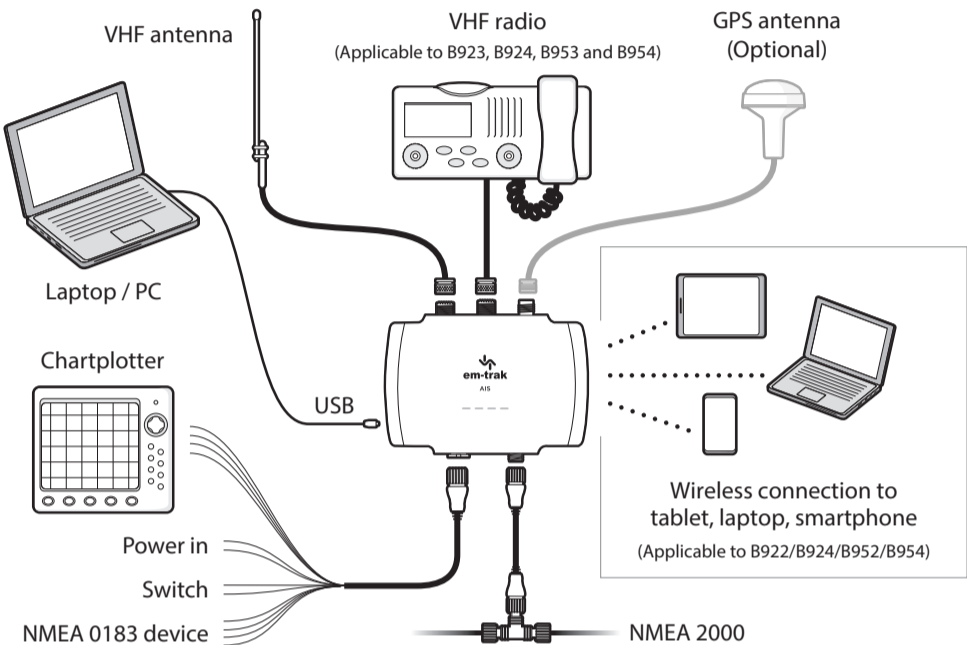 VHF antenna
VHF radio
(Applicable to B923, B924, B953 and B954)
GPS antenna
(Optional)
Laptop / PC
Chartplotter
USB
em-trak
AIS
Wireless connection to
tablet, laptop, smartphone
(Applicable to B922/B924/B952/B954)
Power in
Switch
NMEA 0183 device
NMEA 2000